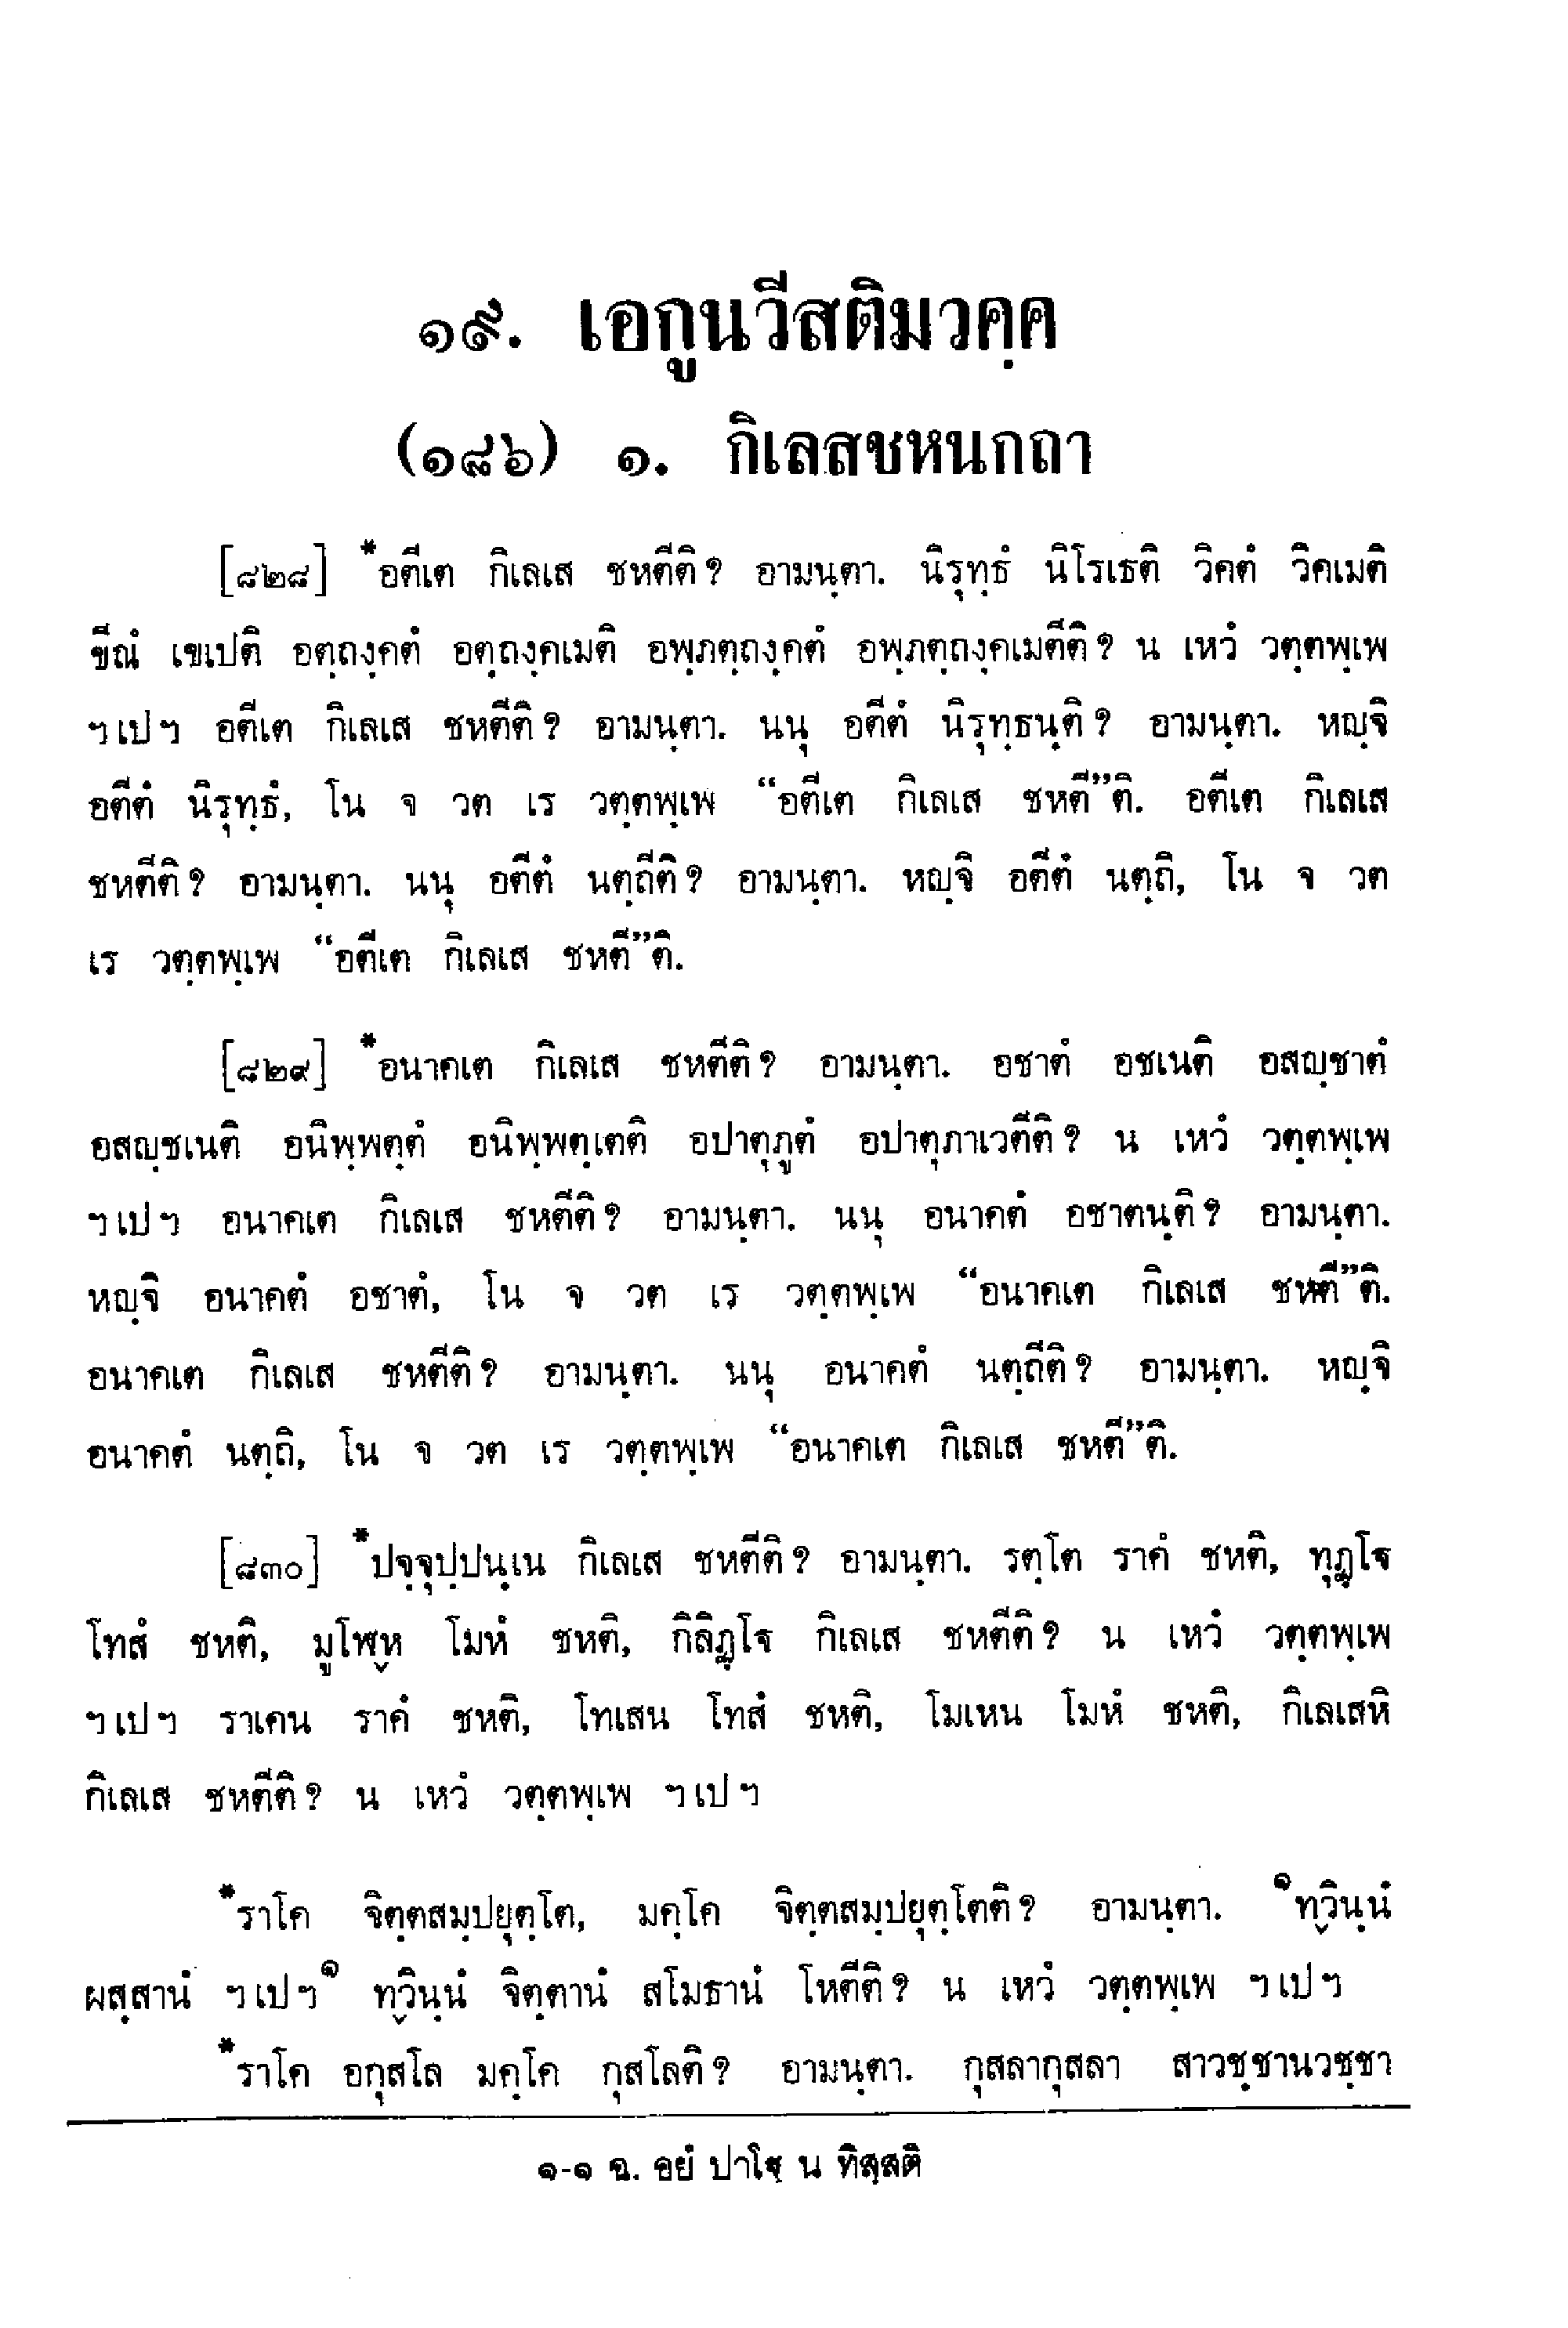 ๑๙. เอกูนวีสติมวคฺค
(๑๘๖) ๑. กิเลสชหนกถา
[๘๒๘] *อตีเต กิเลเส ชหตีติ? อามนฺตา. นิรุทฺธํ นิโรเธติ วิคตํ วิคเมติ
ขีณํ เขเปติ อตฺถงฺคตํ อตฺถงฺคเมติ อพฺภตฺถงฺคตํ อพฺภตฺถงฺคเมตีติ? น เหวํ วตฺตพฺเพ
ฯเปฯ อตีเต กิเลเส ชหตีติ? อามนฺตา. นนุ อตีตํ นิรุทฺธนฺติ? อามนฺตา. หญฺจิ
อตีตํ นิรุทฺธํ, โน จ วต เร วตฺตพฺเพ “อตีเต กิเลเส ชหตี”ติ. อตีเต กิเลเส
ชหตีติ? อามนฺตา. นนุ อตีตํ นตฺถีติ? อามนฺตา. หญฺจิ อตีตํ นตฺถิ, โน จ วต
เร วตฺตพฺเพ “อตีเต กิเลเส ชหตี”ติ.
[๘๒๙] *อนาคเต กิเลเส ชหตีติ? อามนฺตา. อชาตํ อชเนติ อสญฺชาตํ
อสญฺชเนติ อนิพฺพตฺตํ อนิพฺพตฺเตติ อปาตุภูตํ อปาตุภาเวตีติ? น เหวํ วตฺตพฺเพ
ฯเปฯ อนาคเต กิเลเส ชหตีติ? อามนฺตา. นนุ อนาคตํ อชาตนฺติ? อามนฺตา.
หญฺจิ อนาคตํ อชาตํ, โน จ วต เร วตฺตพฺเพ “อนาคเต กิเลเส ชหตี”ติ.
อนาคเต กิเลเส ชหตีติ? อามนฺตา. นนุ อนาคตํ นตฺถีติ? อามนฺตา. หญฺจิ
อนาคตํ นตฺถิ, โน จ วต เร วตฺตพฺเพ “อนาคเต กิเลเส ชหตี”ติ.
[๘๓๐] *ปจฺจุปฺปนฺเน กิเลเส ชหตีติ? อามนฺตา. รตฺโต ราคํ ชหติ, ทุฏฺโฐ
โทสํ ชหติ, มูโฬฺห โมหํ ชหติ, กิลิฏฺโฐ กิเลเส ชหตีติ? น เหวํ วตฺตพฺเพ
ฯเปฯ ราเคน ราคํ ชหติ, โทเสน โทสํ ชหติ, โมเหน โมหํ ชหติ, กิเลเสหิ
กิเลเส ชหตีติ? น เหวํ วตฺตพฺเพ ฯเปฯ
*ราโค จิตฺตสมฺปยุตฺโต, มคฺโค จิตฺตสมฺปยุตฺโตติ? อามนฺตา. ๑ทฺวินฺนํ
ผสฺสานํ ฯเปฯ๑ ทฺวินฺนํ จิตฺตานํ สโมธานํ โหตีติ? น เหวํ วตฺตพฺเพ ฯเปฯ
*ราโค อกุสโล มคฺโค กุสโลติ? อามนฺตา. กุสลากุสลา สาวชฺชานวชฺชา
๑-๑ ฉ. อยํ ปาโฐ น ทิสฺสติ